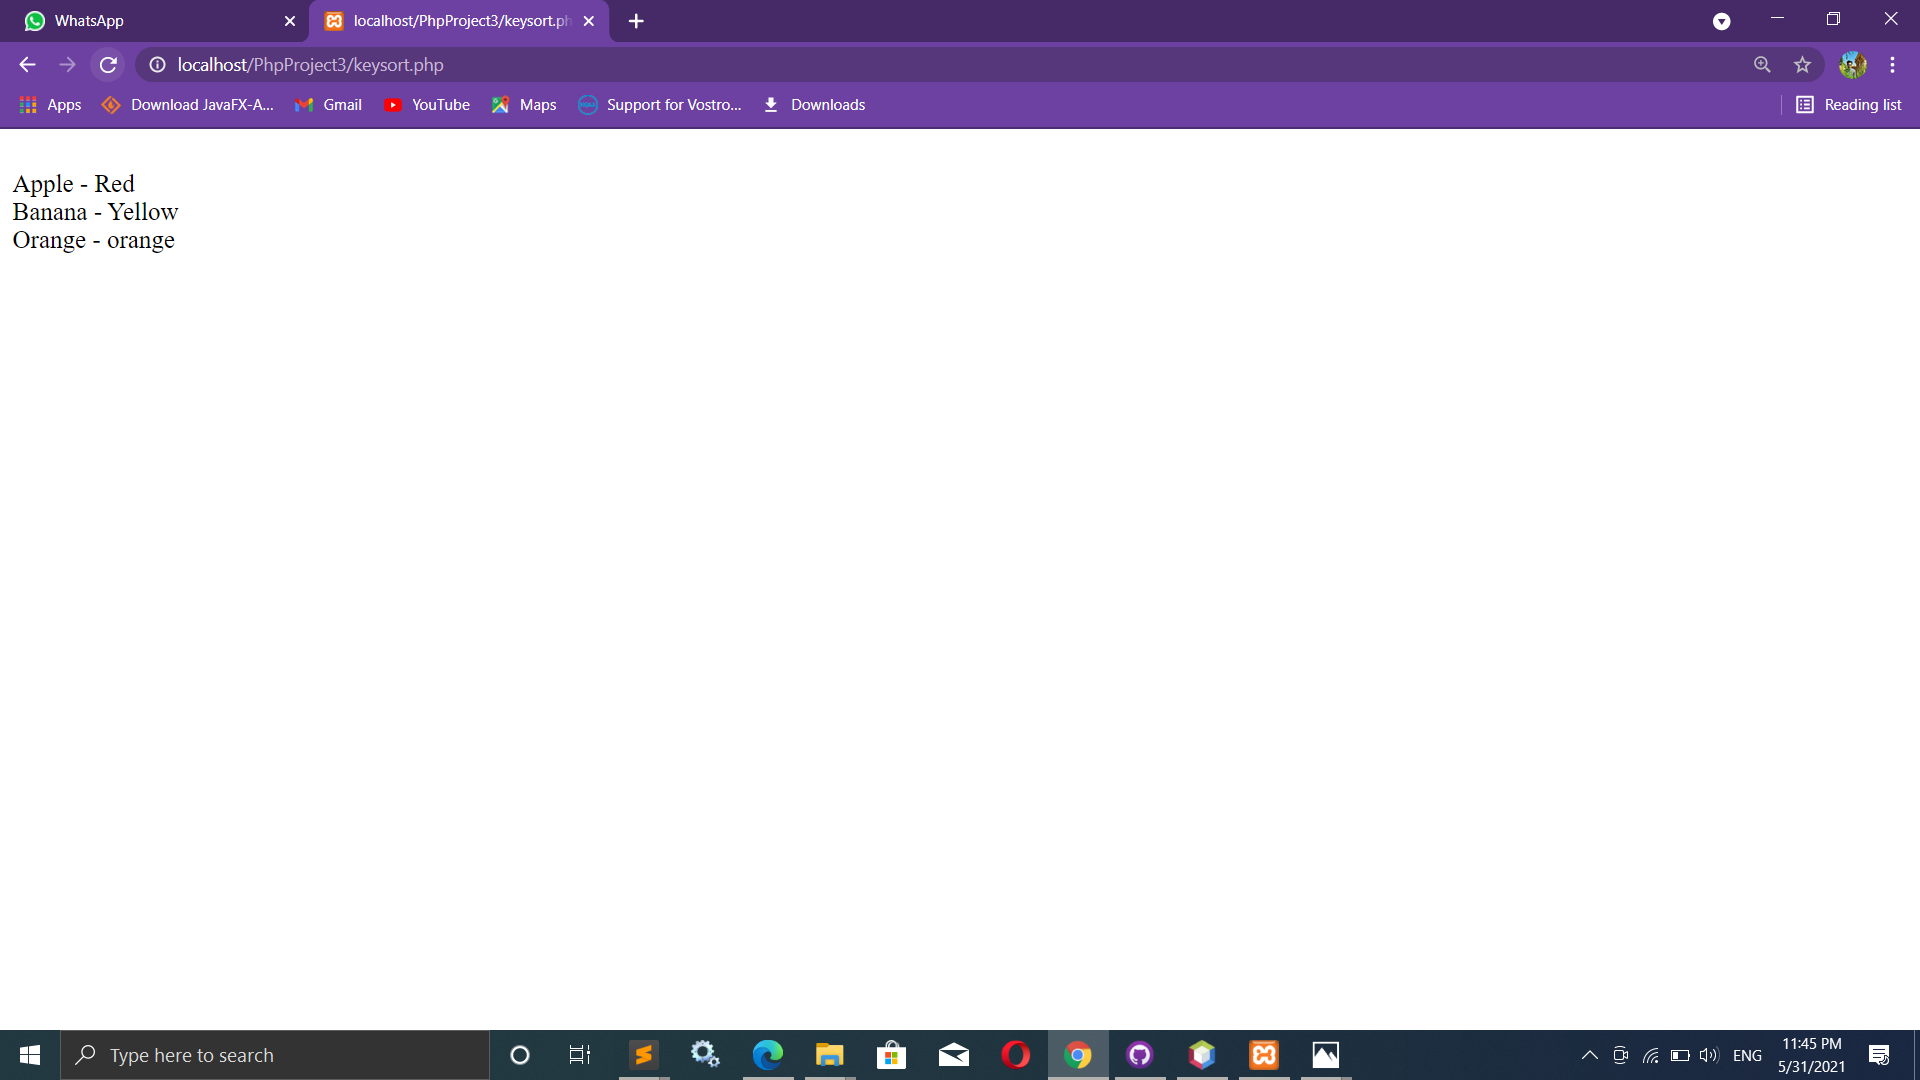 WhatsApp
localhost/PhpProject3/keysort.ph
localhost/PhpProject3/keysort.php
Apps
Download JavaFX-A...
Gmail
YouTube
Maps
Support for Vostro...
Downloads
Reading list
Apple - Red
Banana - Yellow
Orange - orange
Type here to search
ENG
11:45 PM
5/31/2021